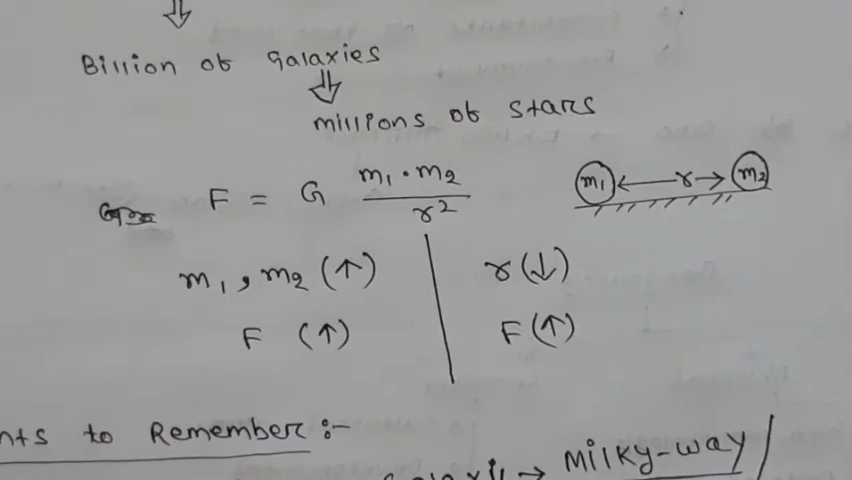 Billion of galaxies
millions of stars
F = G m₁ · m₂ / r²
m₁ ← r → m₂
m₁, m₂ (↑)
r (↓)
F (↑)
F (↑)
nts to Remember :-
→ Milky-way